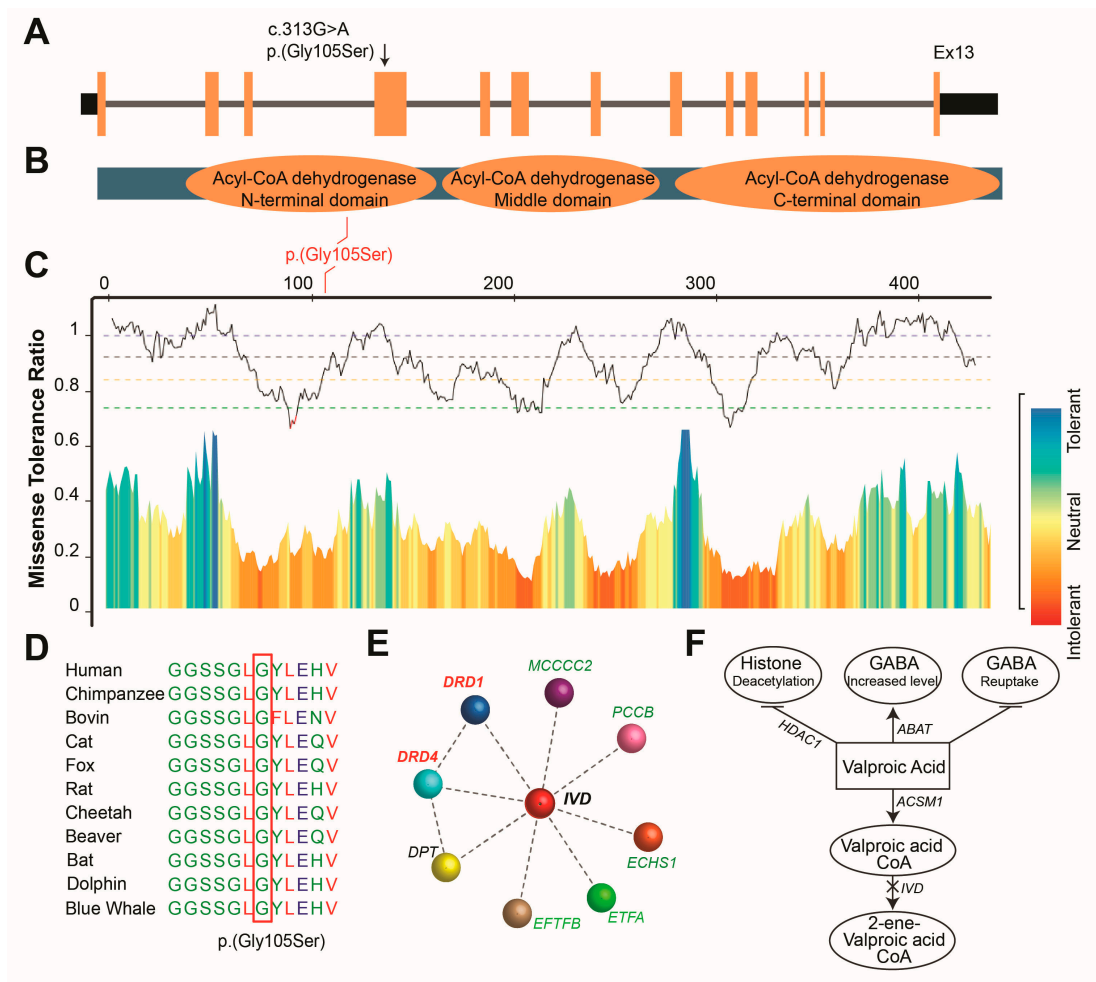 A
c.313G>A
p.(Gly105Ser)
Ex13
B
Acyl-CoA dehydrogenase
N-terminal domain
Acyl-CoA dehydrogenase
Middle domain
Acyl-CoA dehydrogenase
C-terminal domain
p.(Gly105Ser)
C
0 100 200 300 400
Missense Tolerance Ratio
1
0.8
0.6
0.4
0.2
0
Tolerant
Neutral
Intolerant
D
Human GGSSGLGYLEHV
Chimpanzee GGSSGLGYLEHV
Bovin GGSSGLGFLENV
Cat GGSSGLGYLEQV
Fox GGSSGLGYLEQV
Rat GGSSGLGYLEHV
Cheetah GGSSGLGYLEQV
Beaver GGSSGLGYLEQV
Bat GGSSGLGYLEHV
Dolphin GGSSGLGYLEHV
Blue Whale GGSSGLGYLEHV
p.(Gly105Ser)
E
MCCCC2
DRD1
PCCB
DRD4
IVD
DPT
ECHS1
ETFA
EFTFB
F
Histone
Deacetylation
GABA
Increased level
GABA
Reuptake
HDAC1
ABAT
Valproic Acid
ACSM1
Valproic acid
CoA
IVD
2-ene-
Valproic acid
CoA